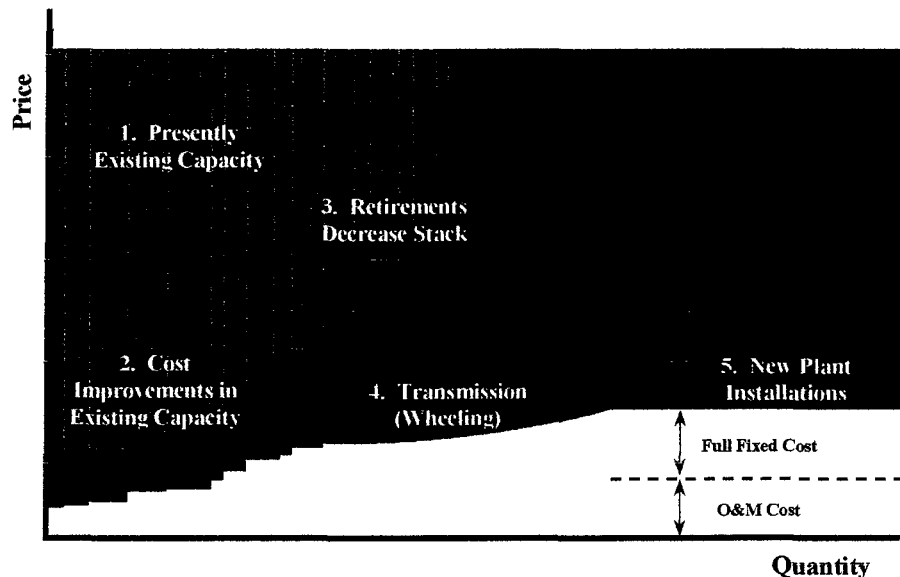 Price
1. Presently
Existing Capacity
3. Retirements
Decrease Stack
2. Cost
Improvements in
Existing Capacity
4. Transmission
(Wheeling)
5. New Plant
Installations
Full Fixed Cost
O&M Cost
Quantity